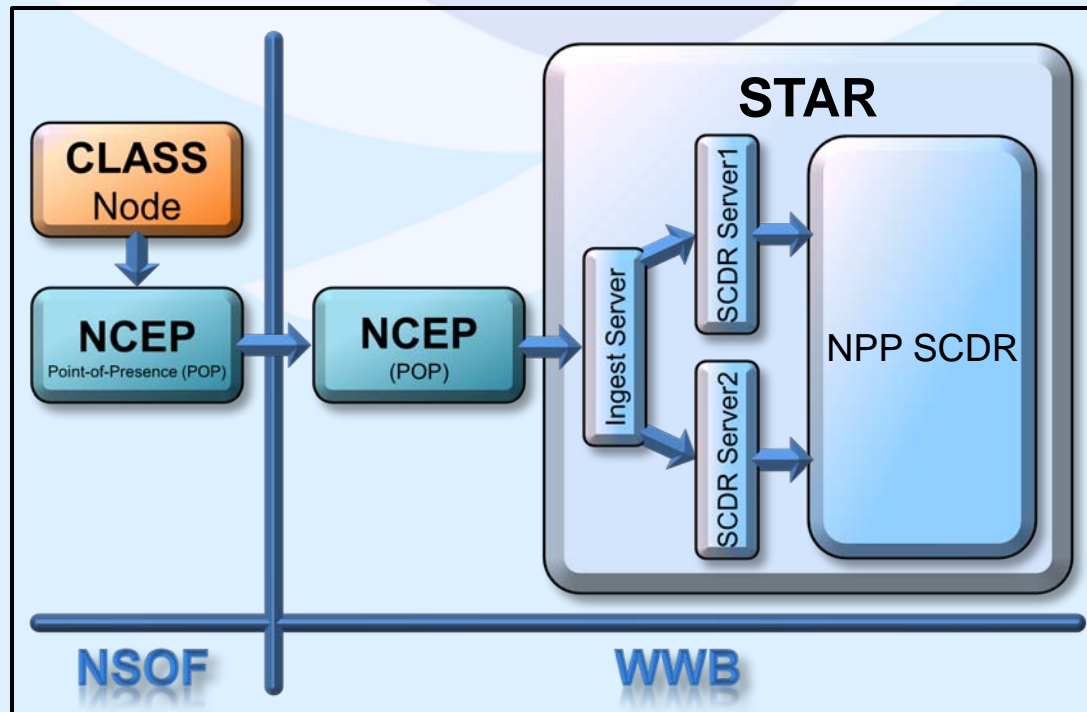 STAR
CLASS
Node
NCEP
Point-of-Presence (POP)
NCEP
(POP)
Ingest Server
SCDR Server1
SCDR Server2
NPP SCDR
NSOF
WWB